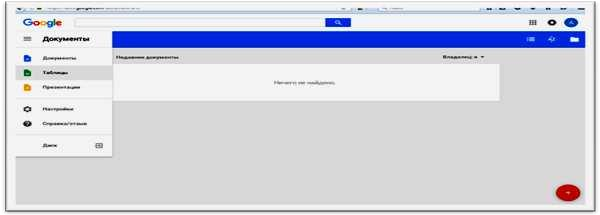 Google
Документы
Документы
Недавние документы
Владелец: я
Таблицы
Ничего не найдено.
Презентации
Настройки
Справка/отзыв
Диск